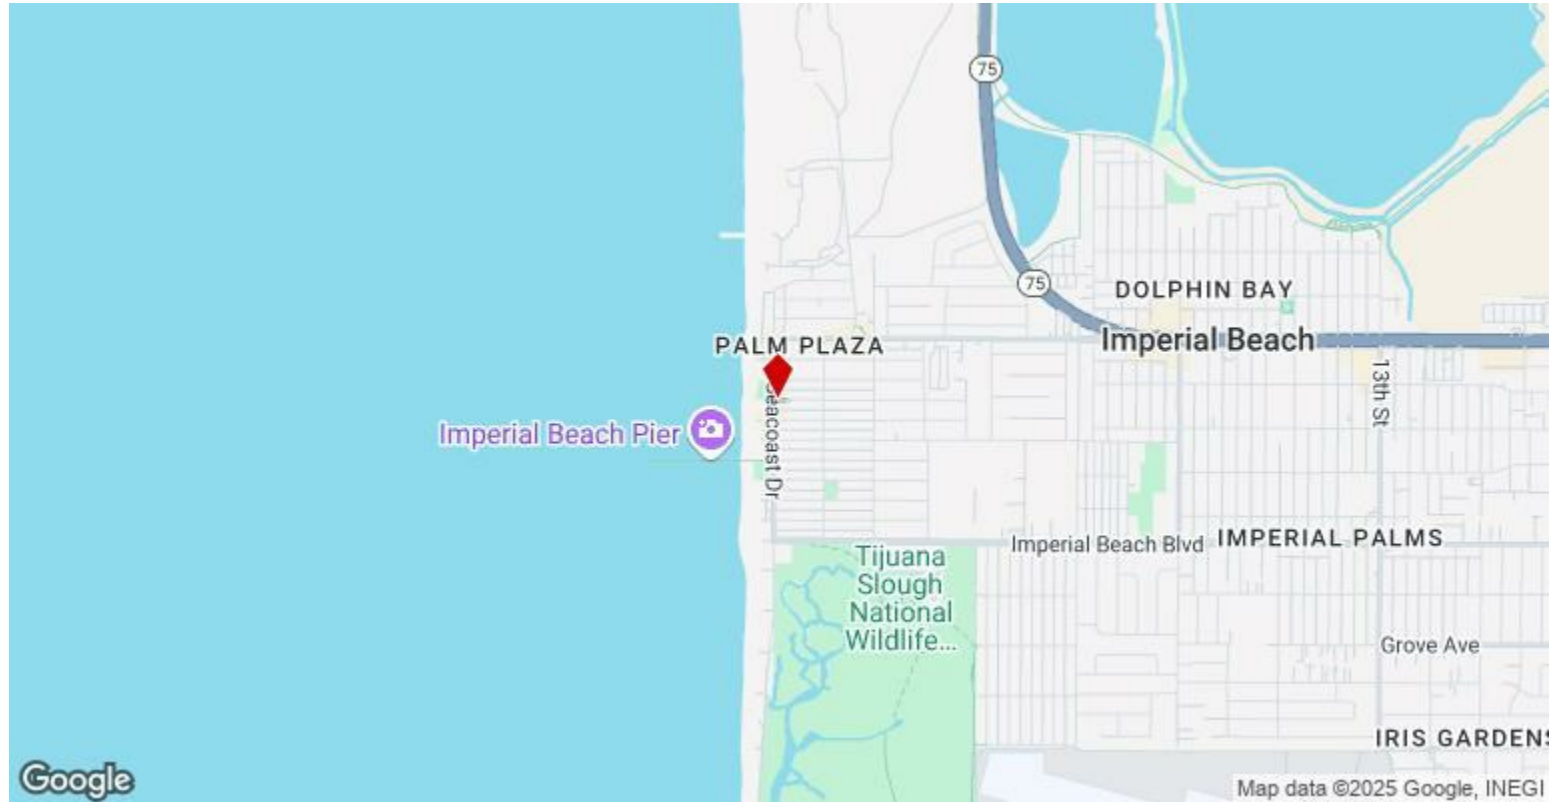 75
75
DOLPHIN BAY
Imperial Beach
PALM PLAZA
13th St
Seacoast Dr
Imperial Beach Pier
Imperial Beach Blvd
IMPERIAL PALMS
Tijuana
Slough
National
Wildlife...
Grove Ave
IRIS GARDENS
Google
Map data ©2025 Google, INEGI